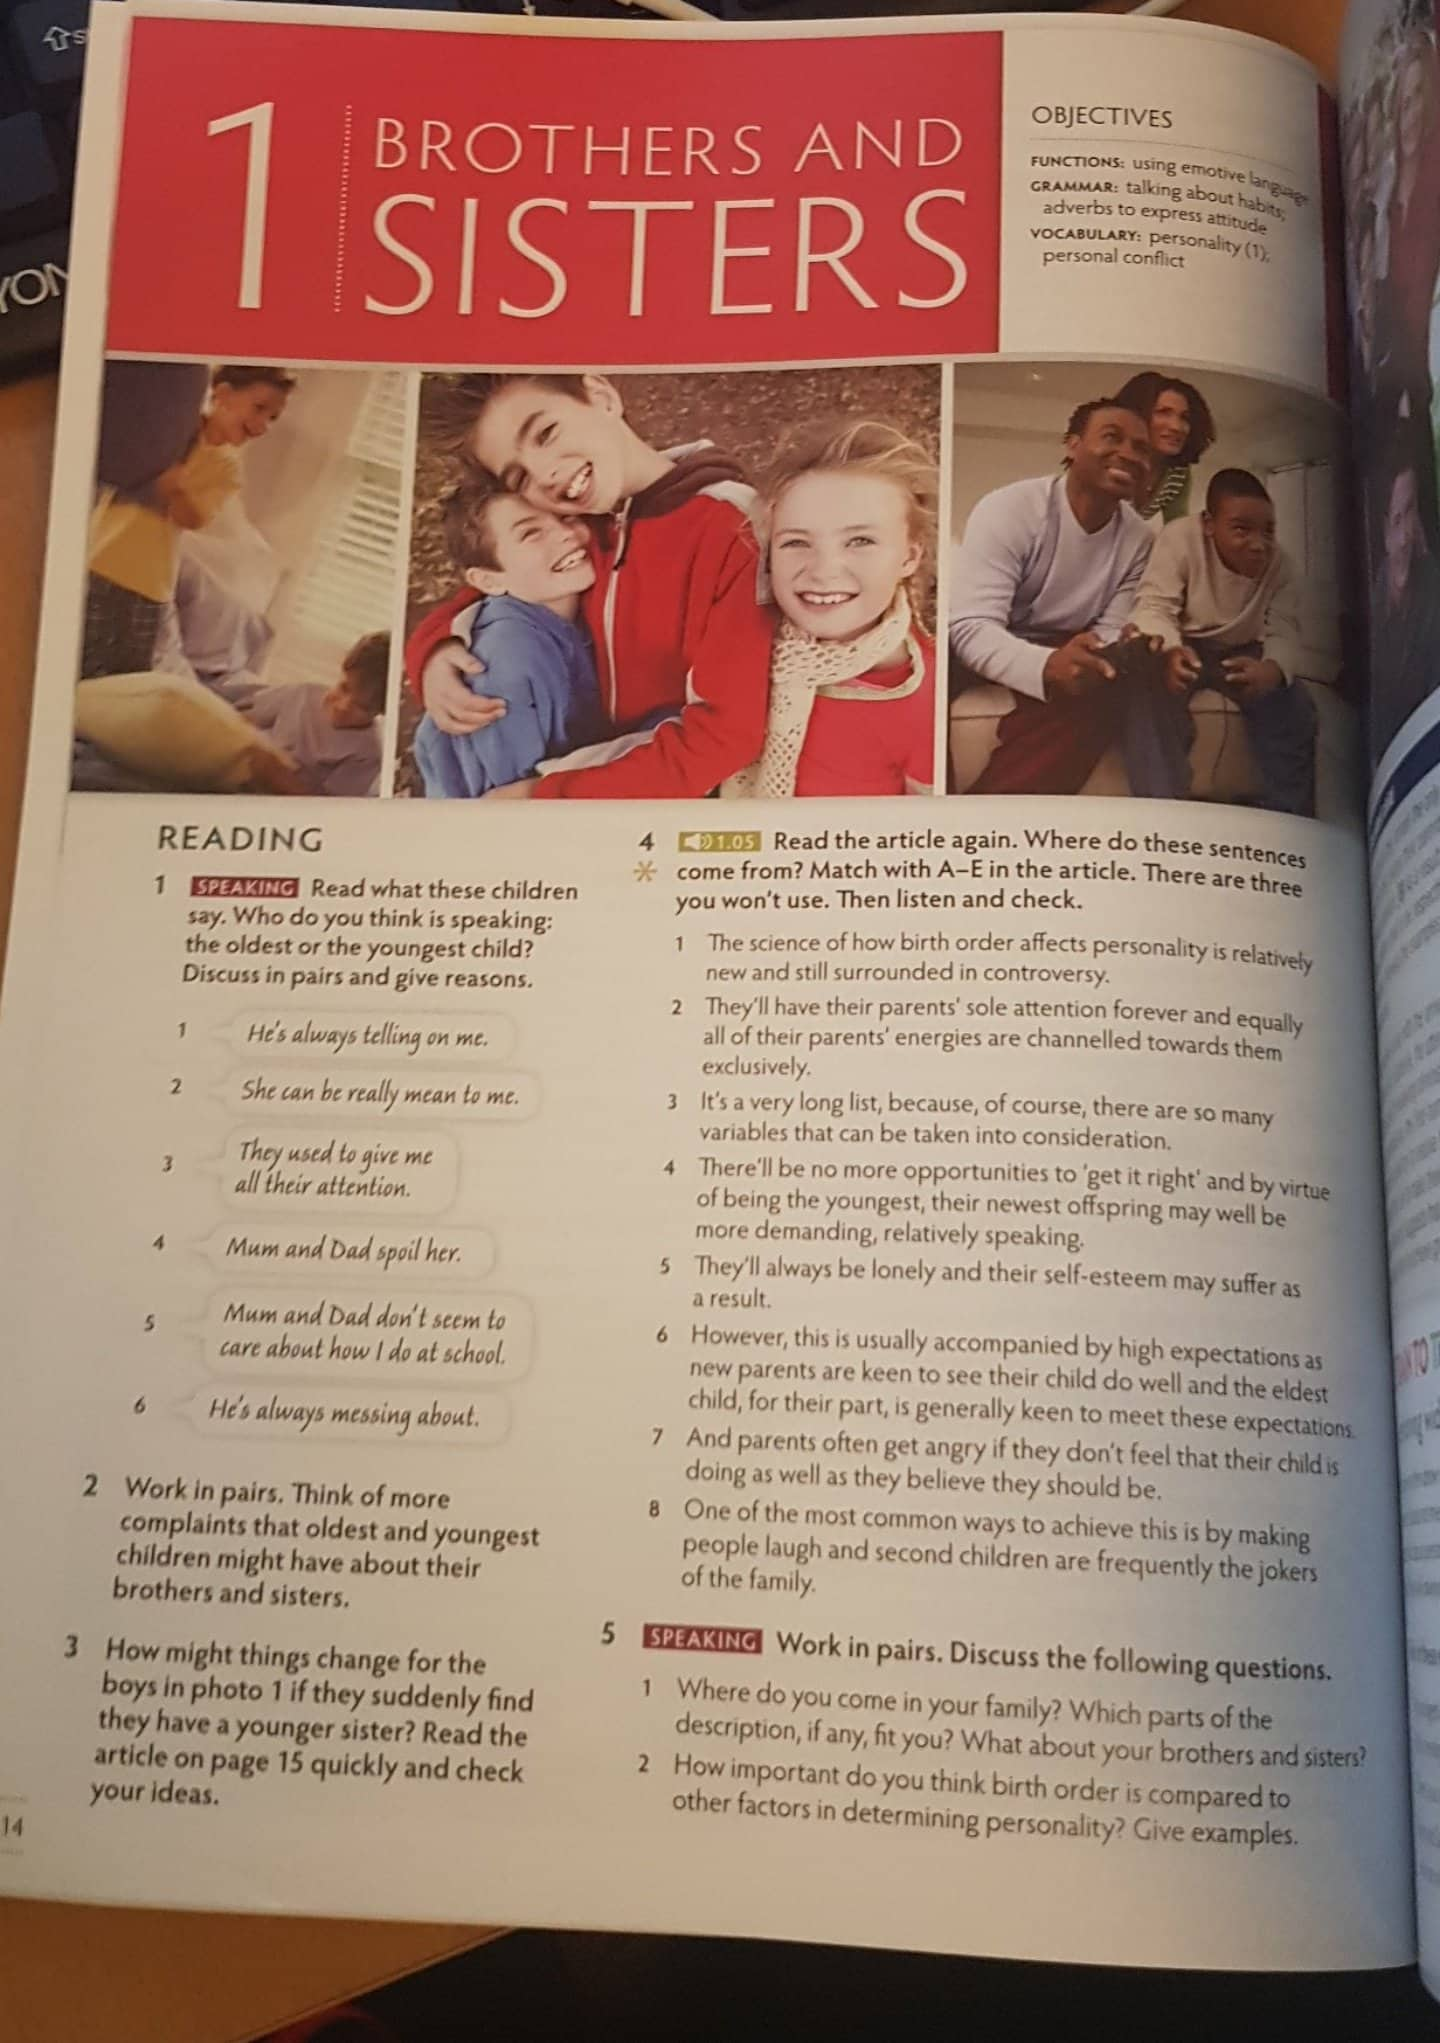 1
BROTHERS AND
SISTERS
OBJECTIVES
FUNCTIONS: using emotive language
GRAMMAR: talking about habits;
adverbs to express attitude
VOCABULARY: personality (1);
personal conflict
READING
1 SPEAKING Read what these children
say. Who do you think is speaking:
the oldest or the youngest child?
Discuss in pairs and give reasons.
1 He's always telling on me.
2 She can be really mean to me.
3 They used to give me
all their attention.
4 Mum and Dad spoil her.
5 Mum and Dad don't seem to
care about how I do at school.
6 He's always messing about.
2 Work in pairs. Think of more
complaints that oldest and youngest
children might have about their
brothers and sisters.
3 How might things change for the
boys in photo 1 if they suddenly find
they have a younger sister? Read the
article on page 15 quickly and check
your ideas.
4 1.05 Read the article again. Where do these sentences
come from? Match with A–E in the article. There are three
you won't use. Then listen and check.
1 The science of how birth order affects personality is relatively
new and still surrounded in controversy.
2 They'll have their parents' sole attention forever and equally
all of their parents' energies are channelled towards them
exclusively.
3 It's a very long list, because, of course, there are so many
variables that can be taken into consideration.
4 There'll be no more opportunities to 'get it right' and by virtue
of being the youngest, their newest offspring may well be
more demanding, relatively speaking.
5 They'll always be lonely and their self-esteem may suffer as
a result.
6 However, this is usually accompanied by high expectations as
new parents are keen to see their child do well and the eldest
child, for their part, is generally keen to meet these expectations.
7 And parents often get angry if they don't feel that their child is
doing as well as they believe they should be.
8 One of the most common ways to achieve this is by making
people laugh and second children are frequently the jokers
of the family.
5 SPEAKING Work in pairs. Discuss the following questions.
1 Where do you come in your family? Which parts of the
description, if any, fit you? What about your brothers and sisters?
2 How important do you think birth order is compared to
other factors in determining personality? Give examples.
14